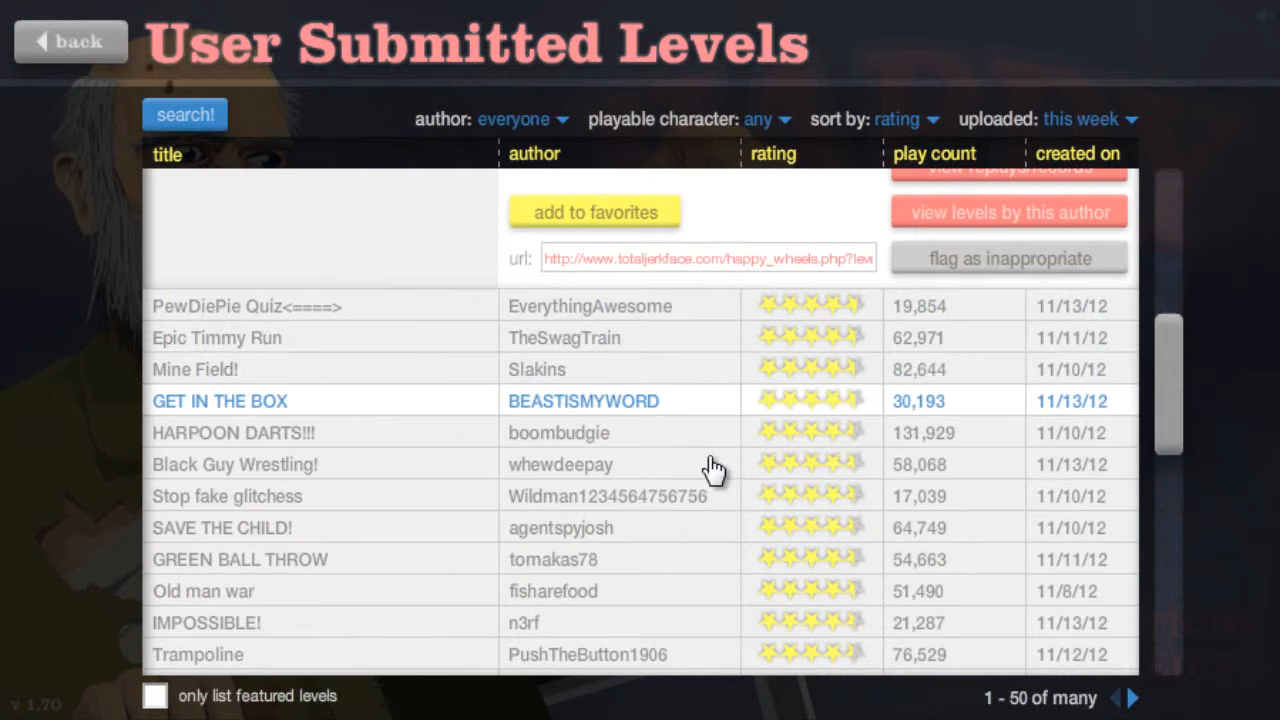 back
User Submitted Levels
search!
author: everyone playable character: any sort by: rating uploaded: this week
title author rating play count created on
view replays/records
add to favorites view levels by this author
url: http://www.totaljerkface.com/happy_wheels.php?leve flag as inappropriate
PewDiePie Quiz<====> EverythingAwesome 19,854 11/13/12
Epic Timmy Run TheSwagTrain 62,971 11/11/12
Mine Field! Slakins 82,644 11/10/12
GET IN THE BOX BEASTISMYWORD 30,193 11/13/12
HARPOON DARTS!!! boombudgie 131,929 11/10/12
Black Guy Wrestling! whewdeepay 58,068 11/13/12
Stop fake glitchess Wildman1234564756756 17,039 11/10/12
SAVE THE CHILD! agentspyjosh 64,749 11/10/12
GREEN BALL THROW tomakas78 54,663 11/11/12
Old man war fisharefood 51,490 11/8/12
IMPOSSIBLE! n3rf 21,287 11/13/12
Trampoline PushTheButton1906 76,529 11/12/12
only list featured levels 1 - 50 of many
v 1.70